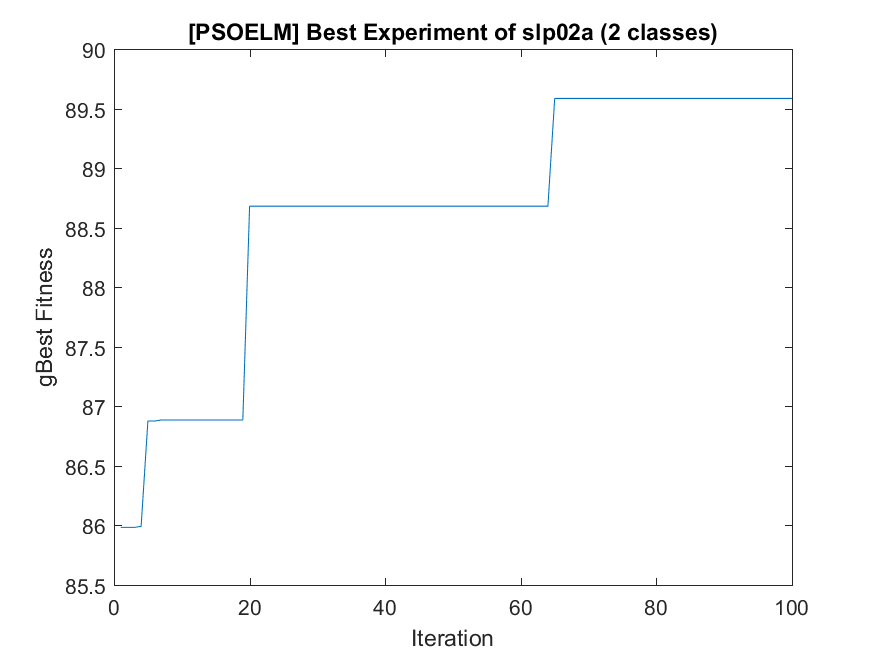 [PSOELM] Best Experiment of slp02a (2 classes)
90
89.5
89
88.5
88
87.5
87
86.5
86
85.5
gBest Fitness
0 20 40 60 80 100
Iteration